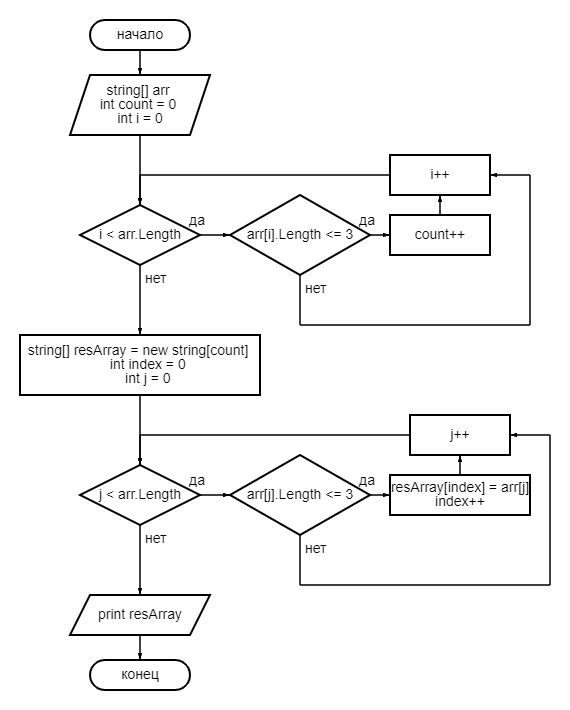 начало
string[] arr
int count = 0
int i = 0
i++
i < arr.Length
да
arr[i].Length <= 3
да
count++
нет
нет
string[] resArray = new string[count]
int index = 0
int j = 0
j++
j < arr.Length
да
arr[j].Length <= 3
да
resArray[index] = arr[j]
index++
нет
нет
print resArray
конец